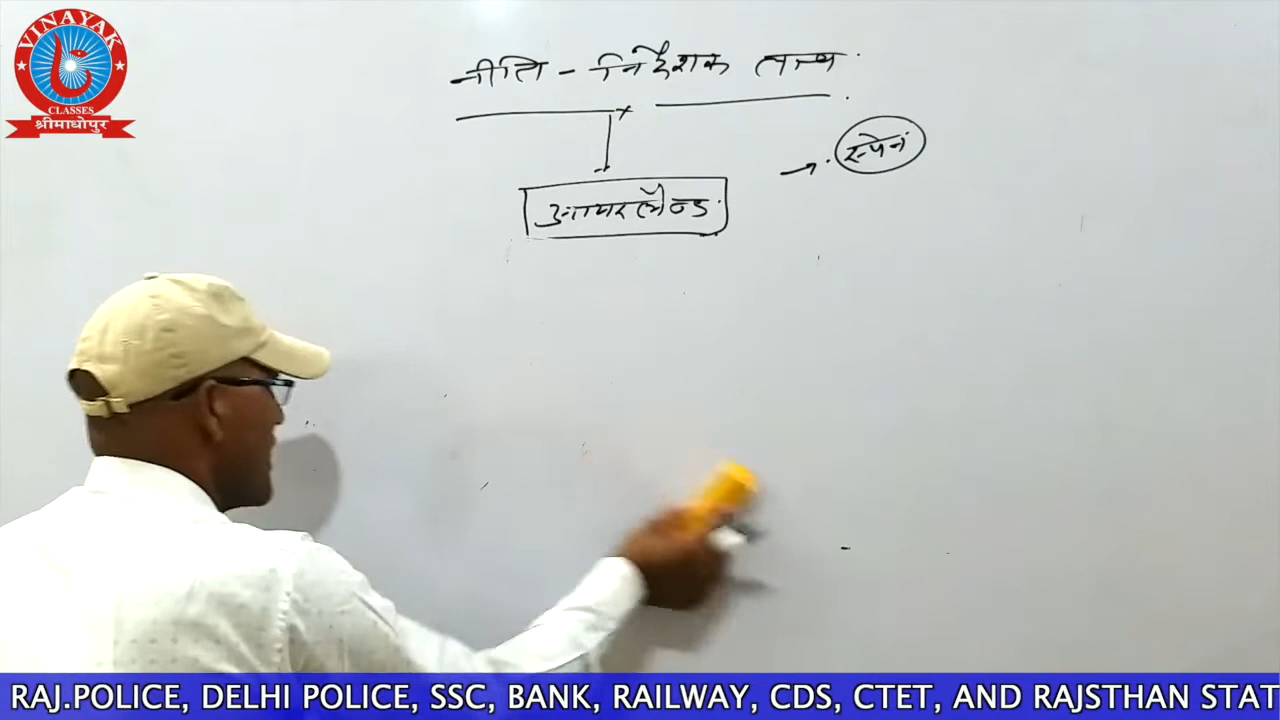 VINAYAK
CLASSES
श्रीमाधोपुर
नीति - निर्देशक तत्व
स्पेन
आयरलैण्ड
RAJ.POLICE, DELHI POLICE, SSC, BANK, RAILWAY, CDS, CTET, AND RAJSTHAN STAT